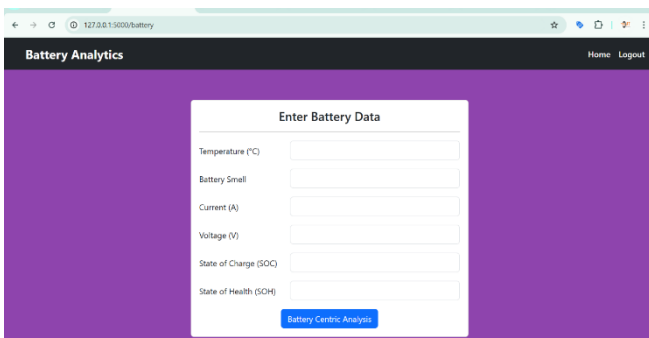 127.0.0.1:5000/battery
Battery Analytics
Home Logout
Enter Battery Data
Temperature (°C)
Battery Smell
Current (A)
Voltage (V)
State of Charge (SOC)
State of Health (SOH)
Battery Centric Analysis